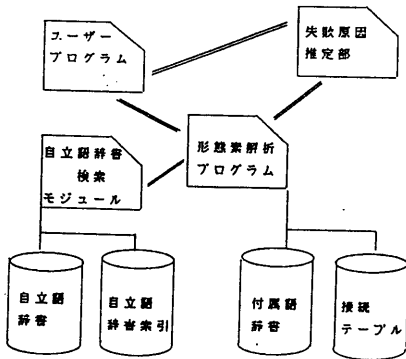 ユーザー
プログラム
失敗原因
推定部
自立語辞書
検索
モジュール
形態素解析
プログラム
自立語
辞書
自立語
辞書索引
付属語
辞書
接続
テーブル